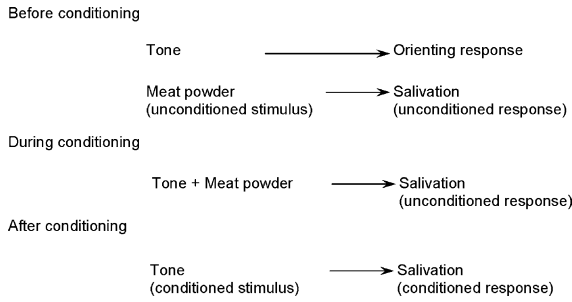 Before conditioning
Tone Orienting response
Meat powder Salivation
(unconditioned stimulus) (unconditioned response)
During conditioning
Tone + Meat powder Salivation
(unconditioned response)
After conditioning
Tone Salivation
(conditioned stimulus) (conditioned response)